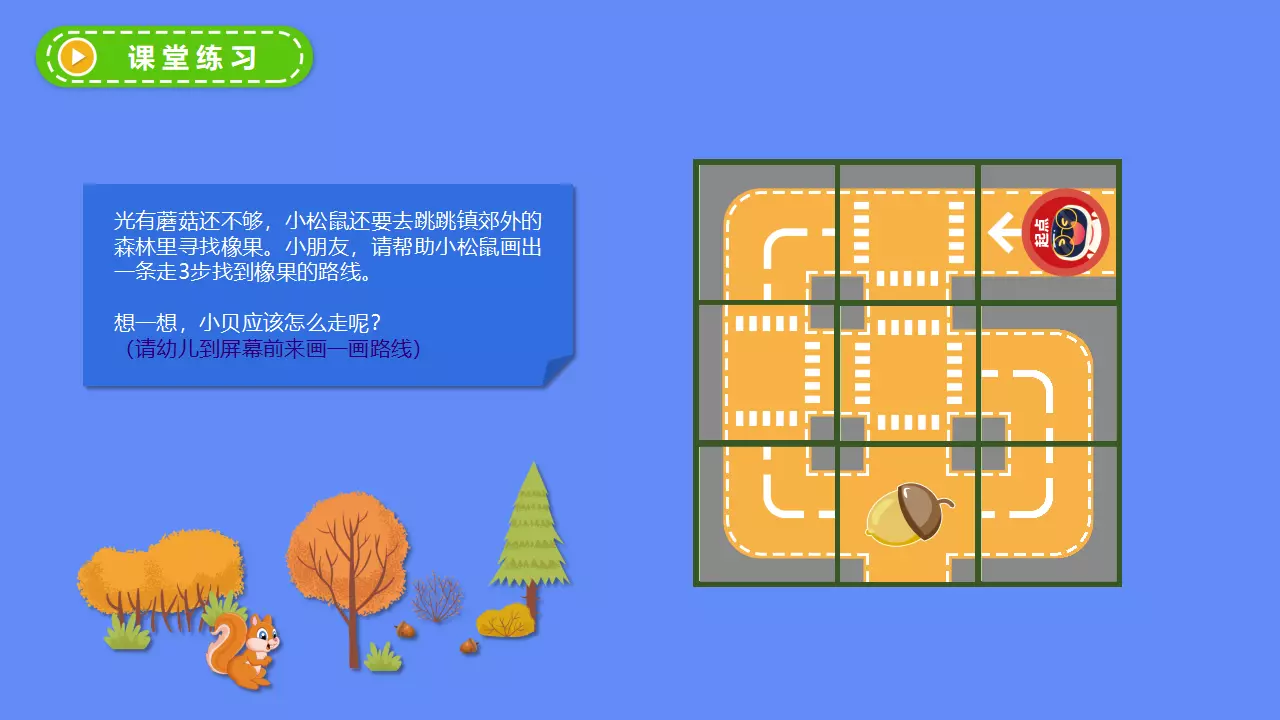 课堂练习
光有蘑菇还不够，小松鼠还要去跳跳镇郊外的
森林里寻找橡果。小朋友，请帮助小松鼠画出
一条走3步找到橡果的路线。
想一想，小贝应该怎么走呢？
（请幼儿到屏幕前来画一画路线）
起点